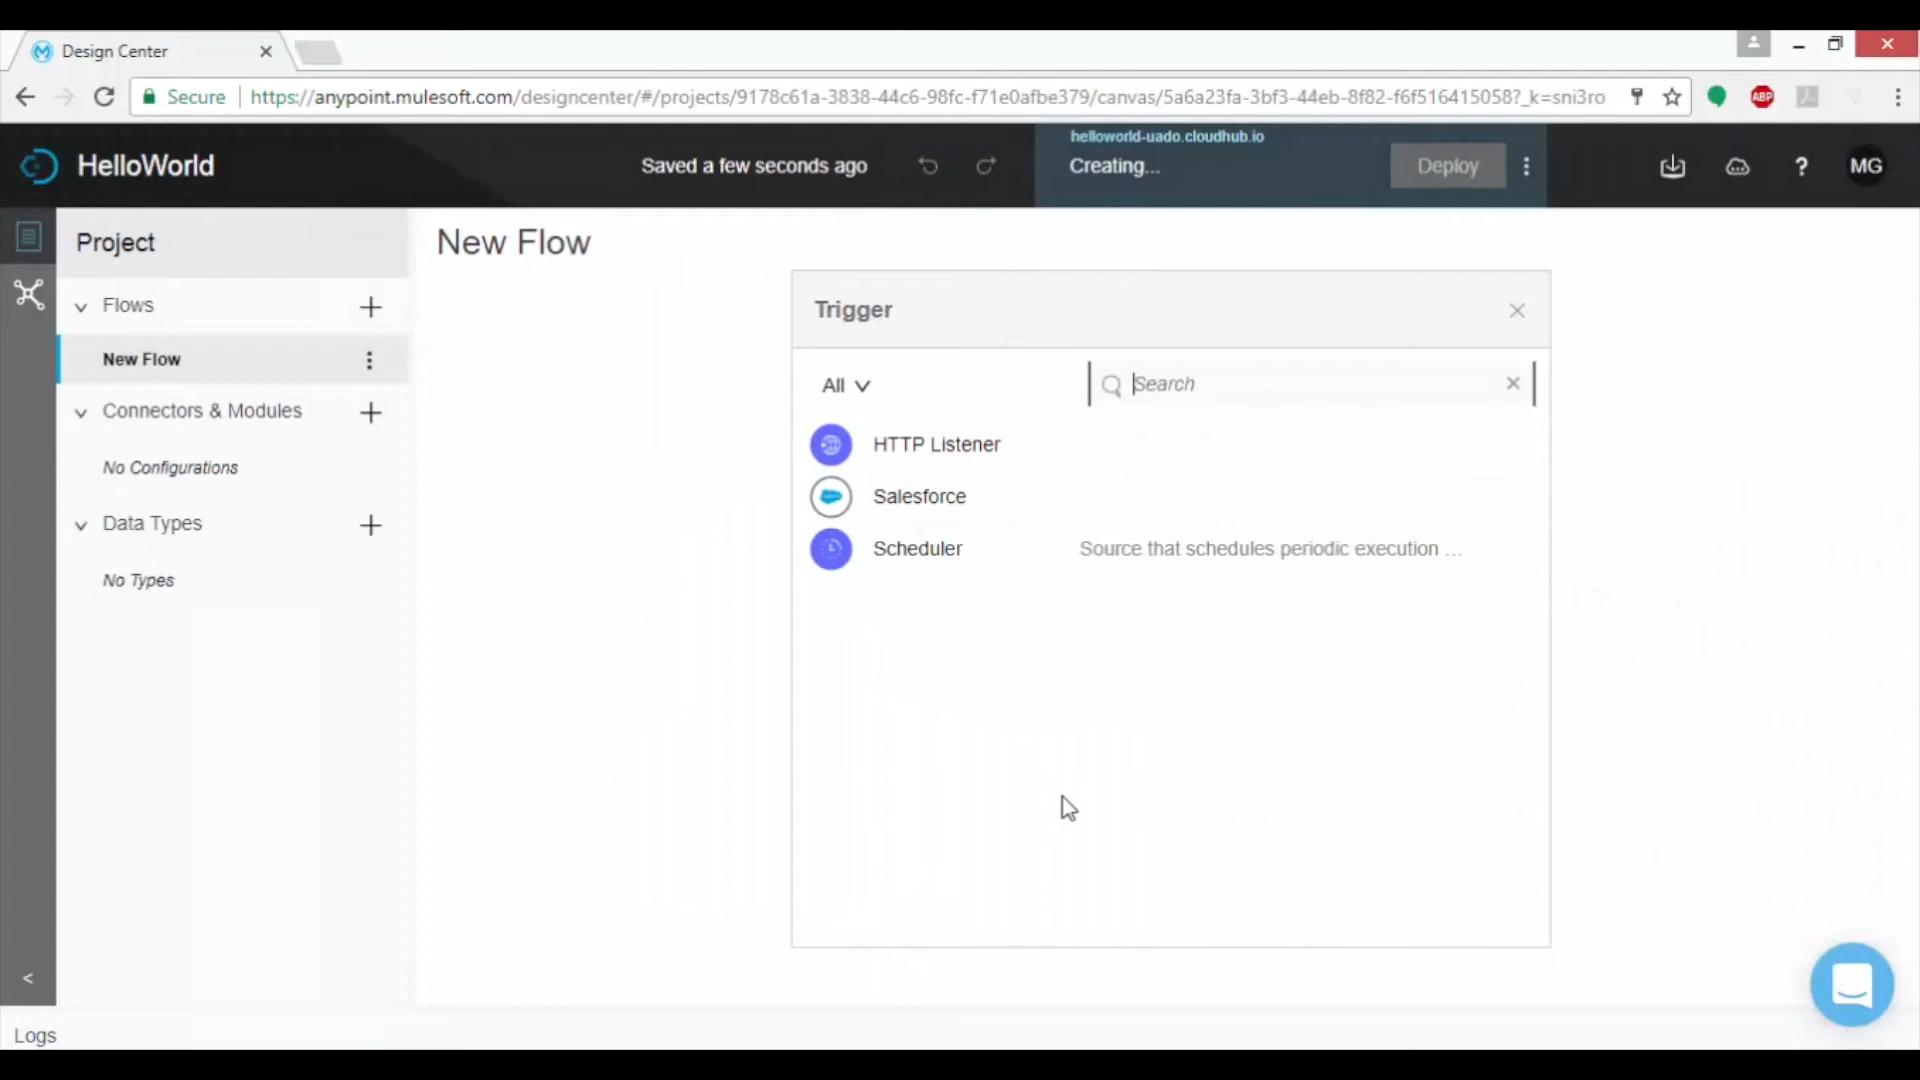 Design Center
Secure https://anypoint.mulesoft.com/designcenter/#/projects/9178c61a-3838-44c6-98fc-f71e0afbe379/canvas/5a6a23fa-3bf3-44eb-8f82-f6f516415058?_k=sni3ro
ABP
HelloWorld
Saved a few seconds ago
helloworld-uado.cloudhub.io
Creating...
Deploy
?
MG
Project
New Flow
Flows
New Flow
Connectors & Modules
No Configurations
Data Types
No Types
Trigger
All
Search
HTTP Listener
Salesforce
Scheduler Source that schedules periodic execution ...
<
Logs